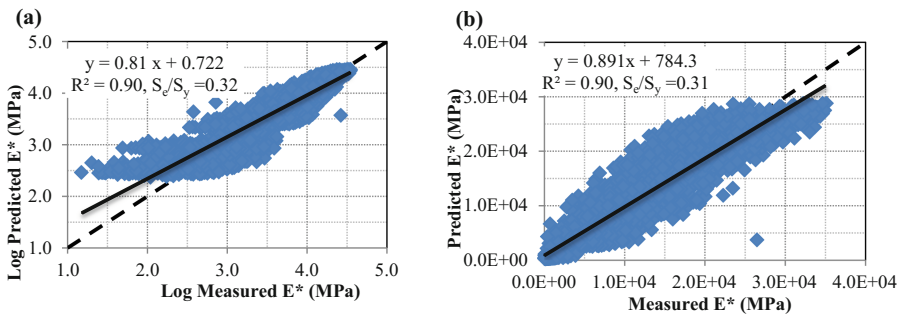 (a)
5.0
4.0
3.0
2.0
1.0
y = 0.81 x + 0.722
R² = 0.90, Se/Sy =0.32
1.0 2.0 3.0 4.0 5.0
Log Measured E* (MPa)
Log Predicted E* (MPa)
(b)
4.0E+04
3.0E+04
2.0E+04
1.0E+04
0.0E+00
y = 0.891x + 784.3
R² = 0.90, Se/Sy =0.31
0.0E+00 1.0E+04 2.0E+04 3.0E+04 4.0E+04
Measured E* (MPa)
Predicted E* (MPa)